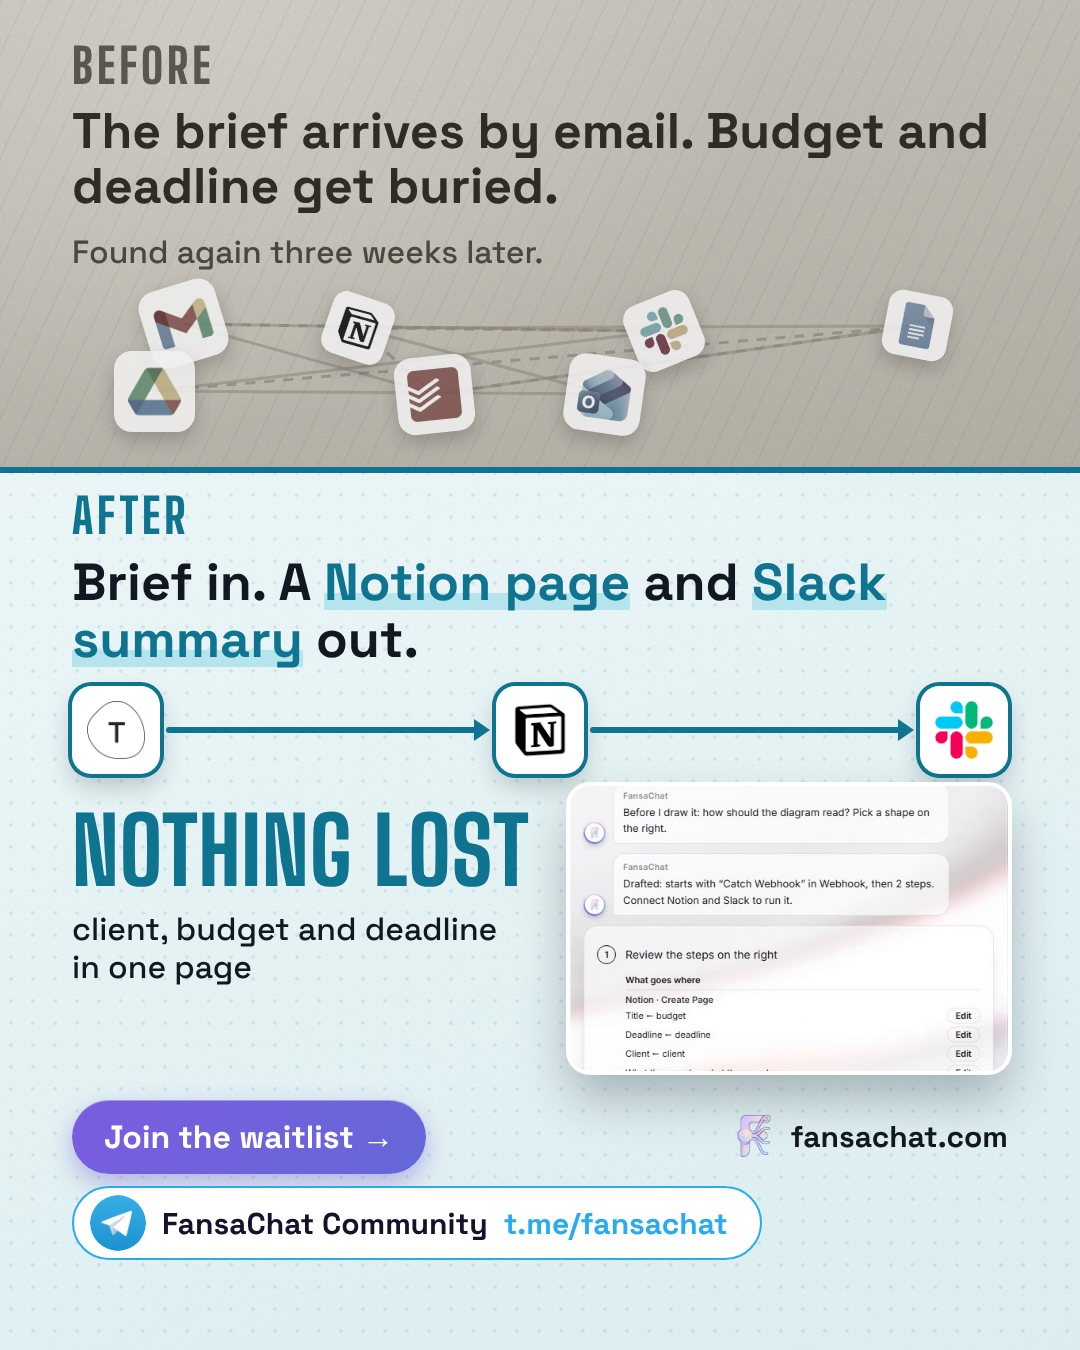 BEFORE
The brief arrives by email. Budget and
deadline get buried.
Found again three weeks later.
AFTER
Brief in. A Notion page and Slack
summary out.
T
NOTHING LOST
client, budget and deadline
in one page
FansaChat
Before I draw it: how should the diagram read? Pick a shape on
the right.
FansaChat
Drafted: starts with “Catch Webhook” in Webhook, then 2 steps.
Connect Notion and Slack to run it.
1 Review the steps on the right
What goes where
Notion · Create Page
Title ← budget Edit
Deadline ← deadline Edit
Client ← client Edit
Join the waitlist →
fansachat.com
FansaChat Community t.me/fansachat